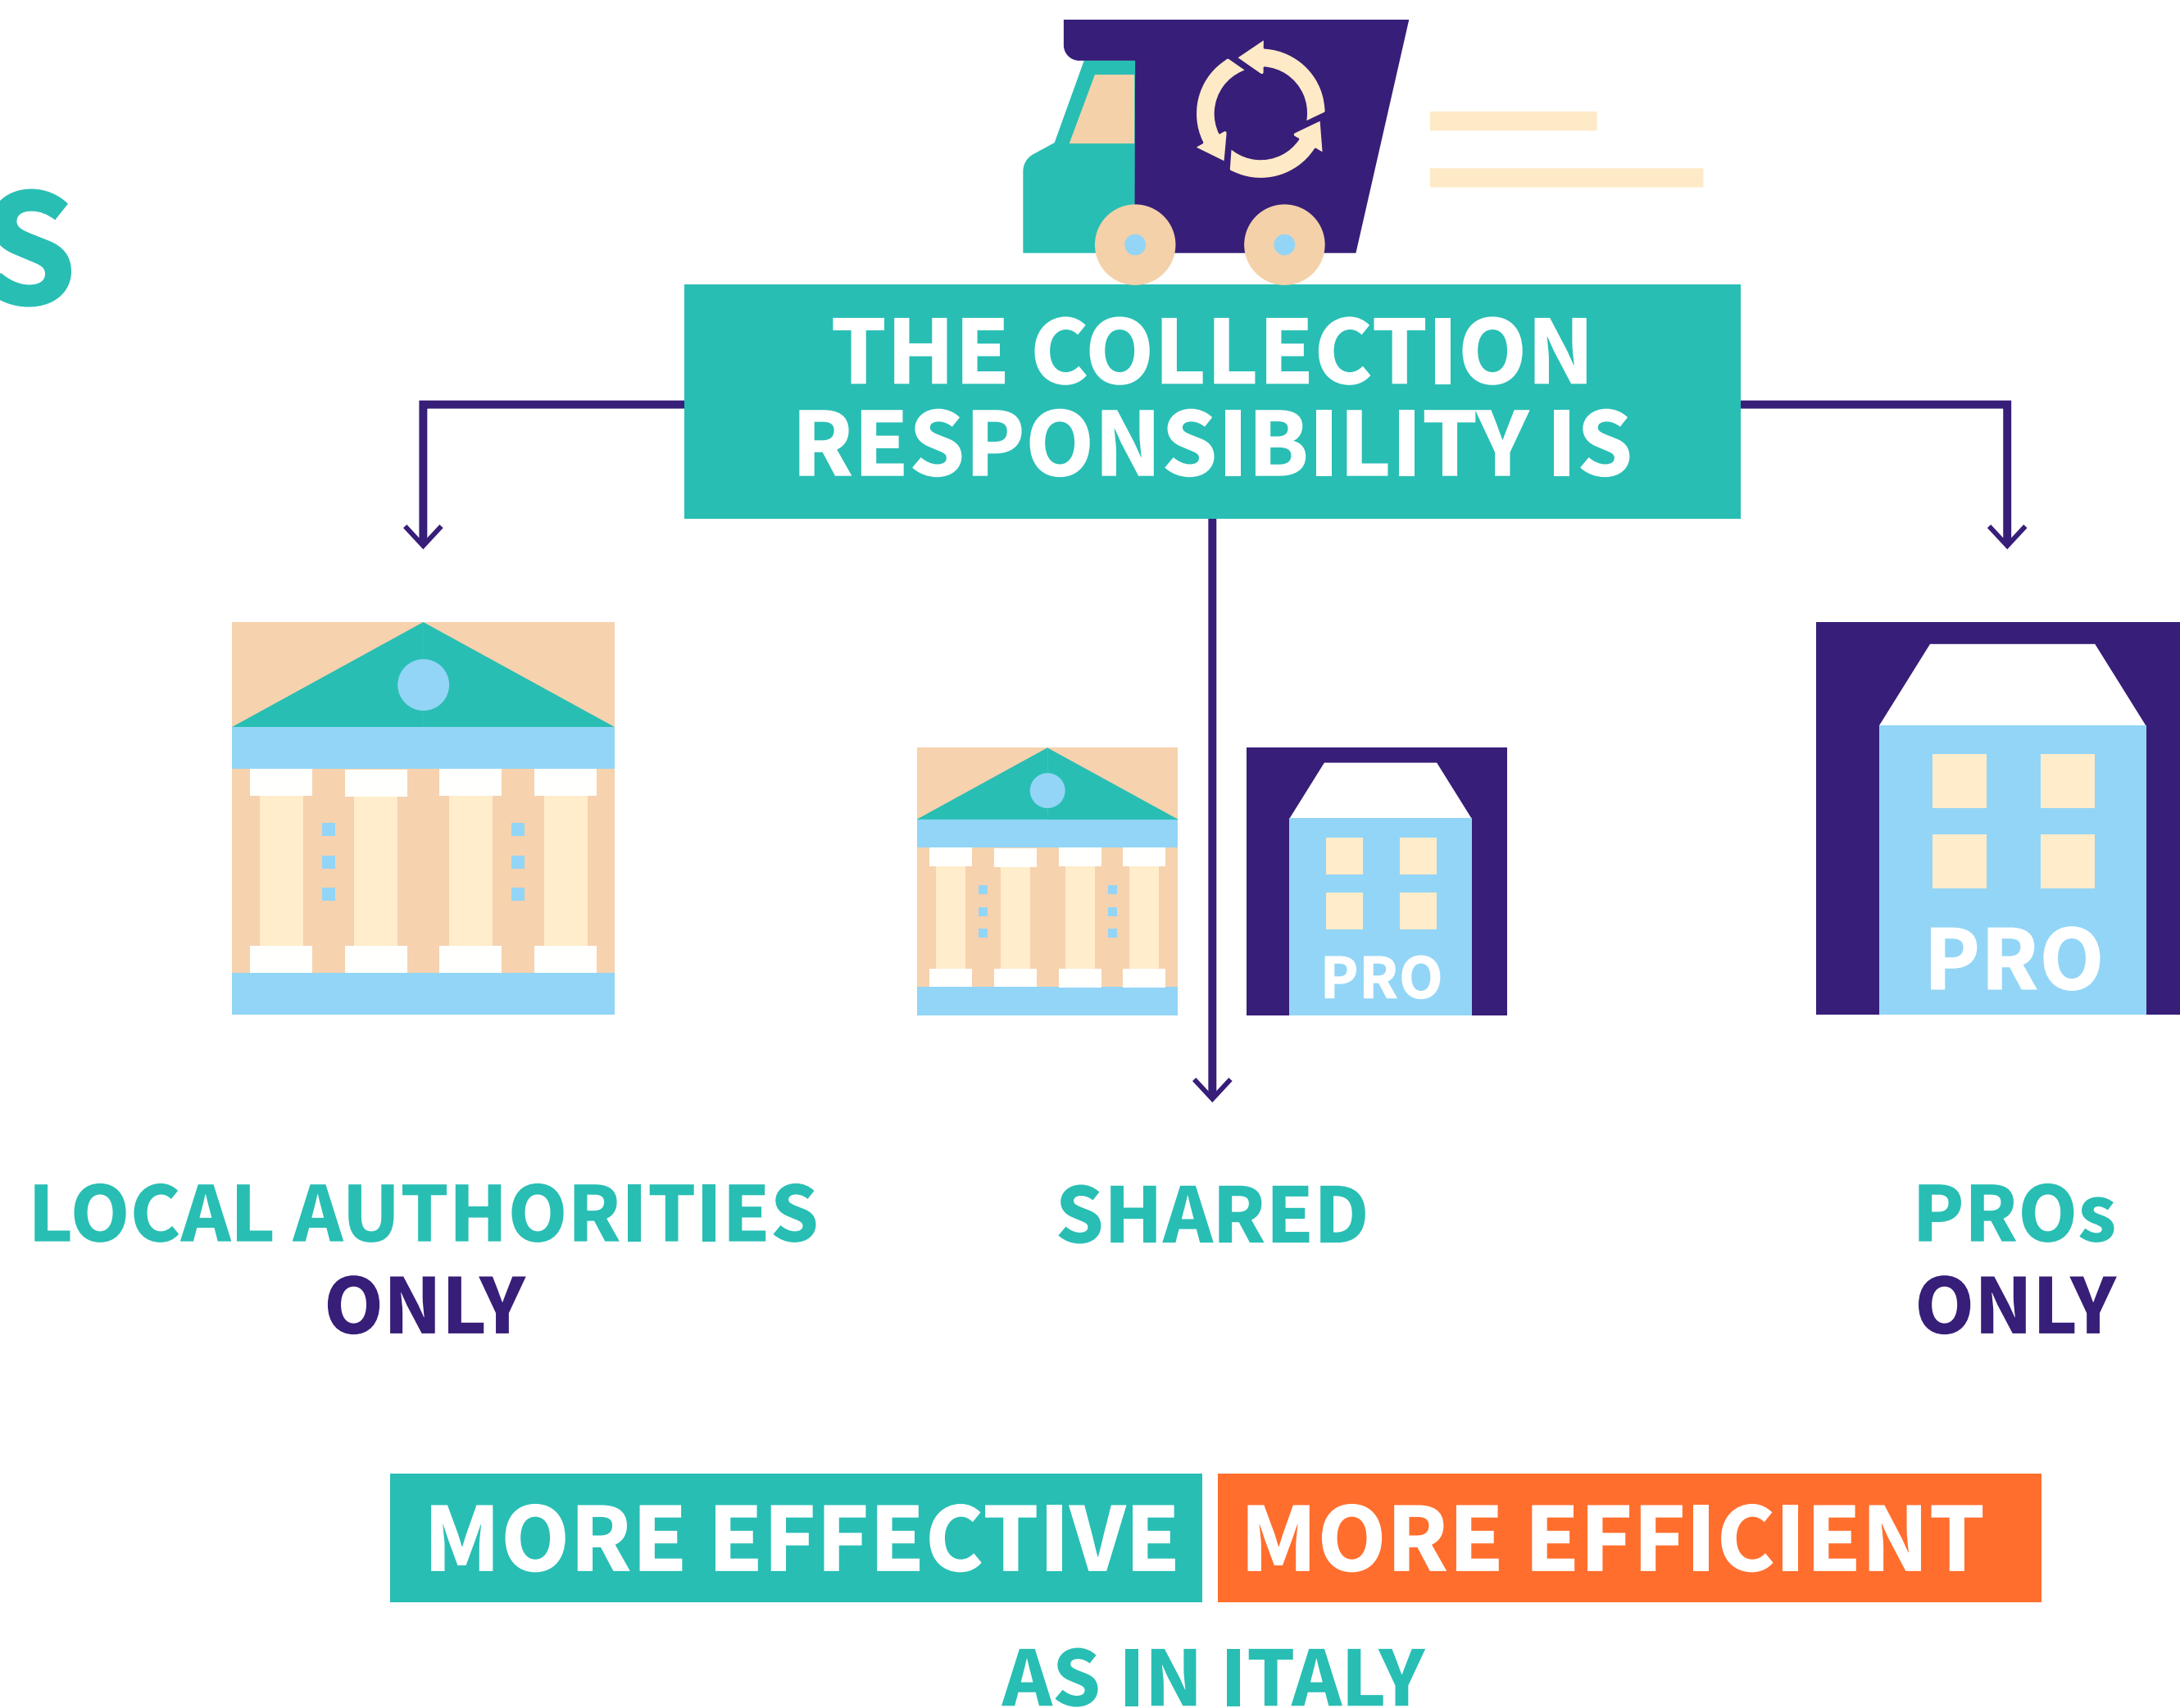 S
THE COLLECTION
RESPONSIBILITY IS
PRO
PRO
LOCAL AUTHORITIES
ONLY
SHARED
PROs
ONLY
MORE EFFECTIVE
MORE EFFICIENT
AS IN ITALY